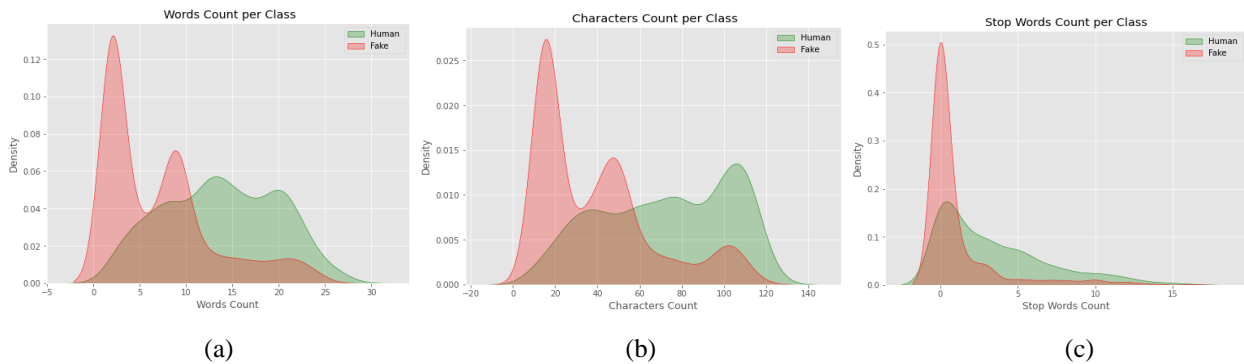 Words Count per Class
Human
Fake
Density
0.12
0.10
0.08
0.06
0.04
0.02
0.00
−5
0
5
10
15
20
25
30
Words Count
(a)
Characters Count per Class
Human
Fake
Density
0.025
0.020
0.015
0.010
0.005
0.000
−20
0
20
40
60
80
100
120
140
Characters Count
(b)
Stop Words Count per Class
Human
Fake
Density
0.5
0.4
0.3
0.2
0.1
0.0
0
5
10
15
Stop Words Count
(c)